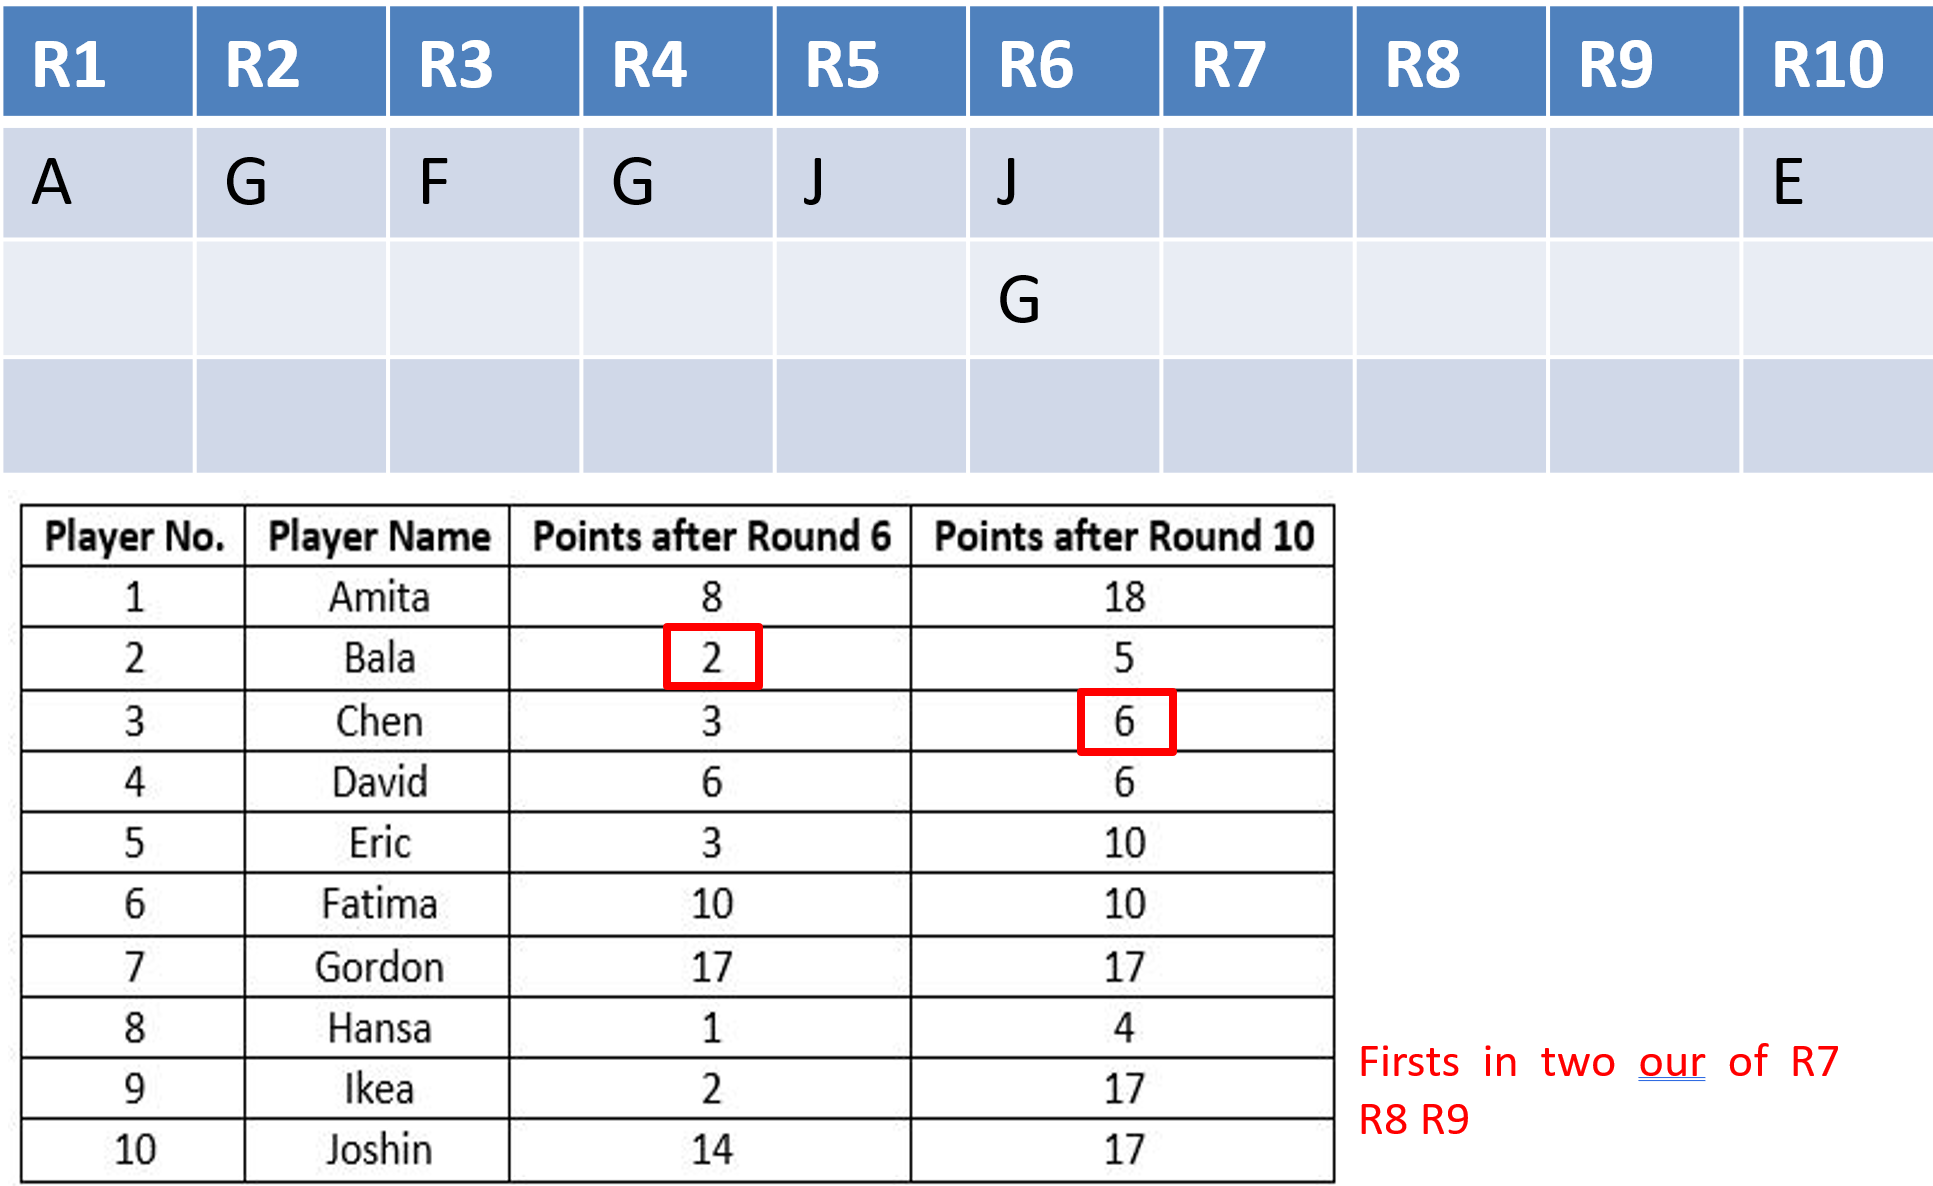 R1 R2 R3 R4 R5 R6 R7 R8 R9 R10
A G F G J J E
G
Player No. Player Name Points after Round 6 Points after Round 10
1 Amita 8 18
2 Bala 2 5
3 Chen 3 6
4 David 6 6
5 Eric 3 10
6 Fatima 10 10
7 Gordon 17 17
8 Hansa 1 4
9 Ikea 2 17
10 Joshin 14 17
Firsts in two our of R7
R8 R9